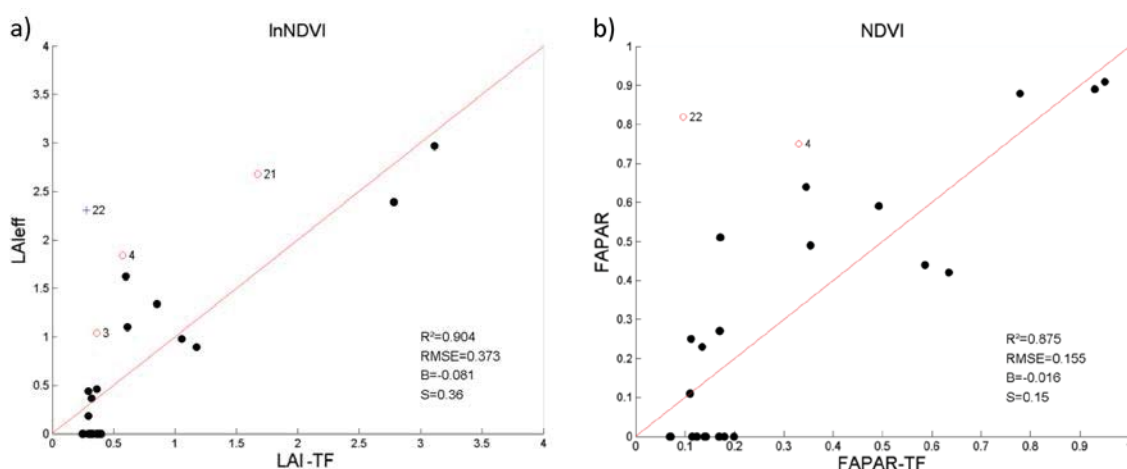 a)
lnNDVI
4
3.5
3
2.5
2
1.5
1
0.5
0
LAIeff
21
22
4
3
R²=0.904
RMSE=0.373
B=-0.081
S=0.36
0 0.5 1 1.5 2 2.5 3 3.5 4
LAI-TF
b)
NDVI
1
0.9
0.8
0.7
0.6
0.5
0.4
0.3
0.2
0.1
0
FAPAR
22
4
R²=0.875
RMSE=0.155
B=-0.016
S=0.15
0 0.1 0.2 0.3 0.4 0.5 0.6 0.7 0.8 0.9 1
FAPAR-TF